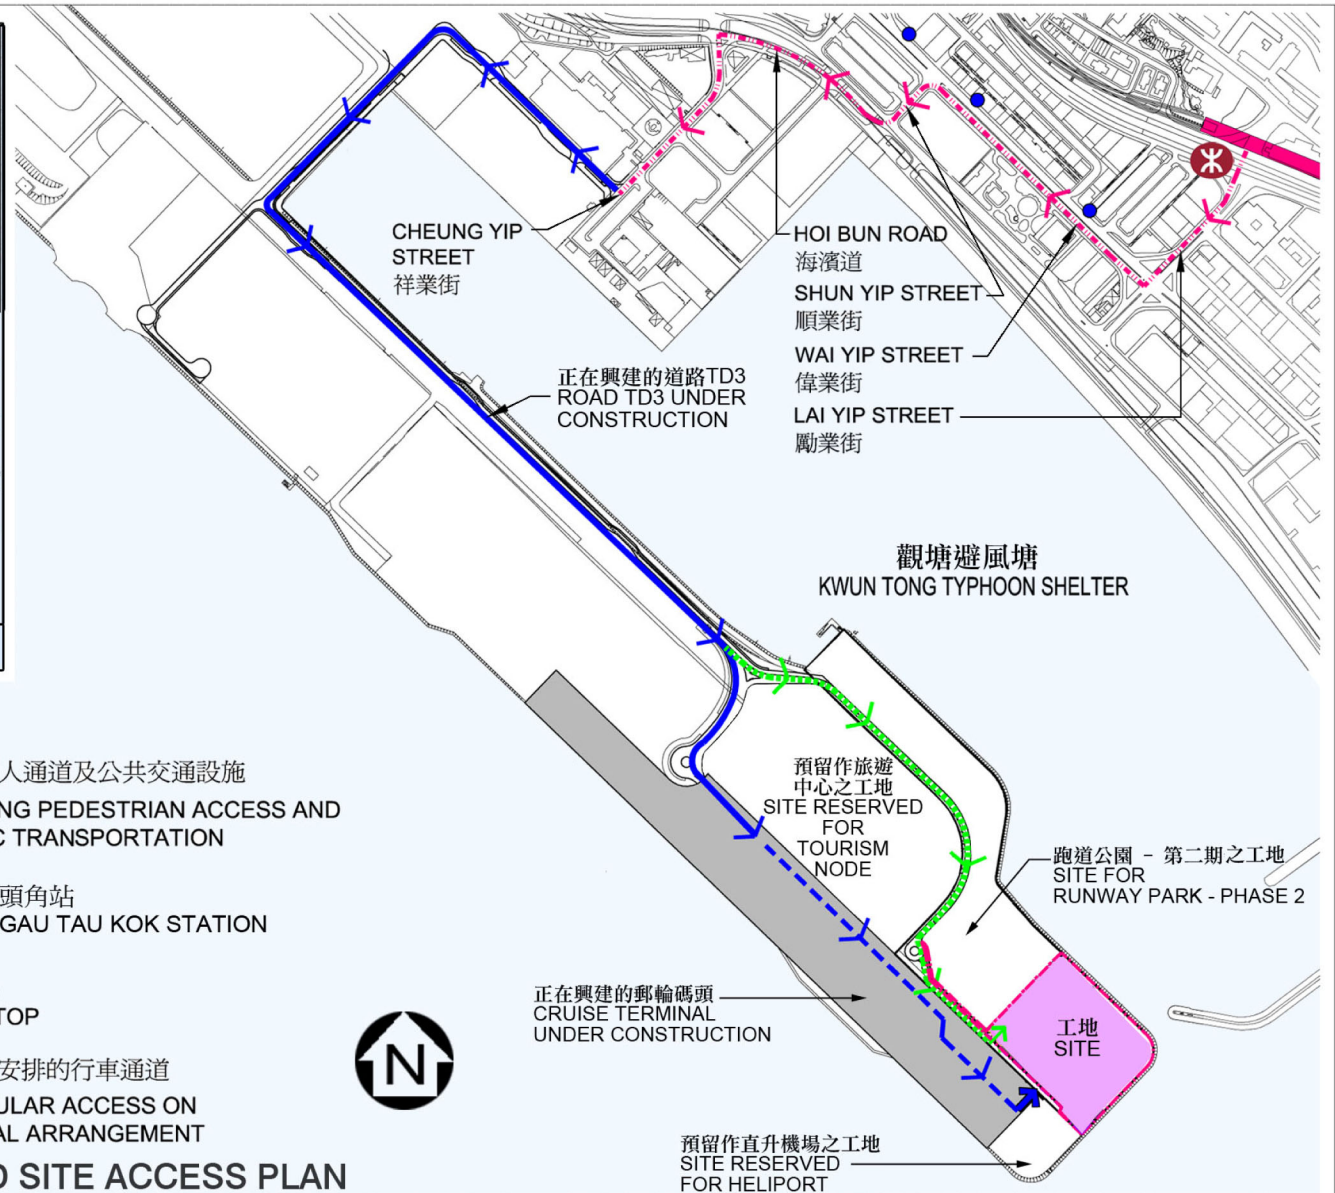 CHEUNG YIP
STREET
祥業街
HOI BUN ROAD
海濱道
SHUN YIP STREET
順業街
WAI YIP STREET
偉業街
LAI YIP STREET
勵業街
正在興建的道路TD3
ROAD TD3 UNDER
CONSTRUCTION
觀塘避風塘
KWUN TONG TYPHOON SHELTER
預留作旅遊
中心之工地
SITE RESERVED
FOR
TOURISM
NODE
跑道公園 - 第二期之工地
SITE FOR
RUNWAY PARK - PHASE 2
正在興建的郵輪碼頭
CRUISE TERMINAL
UNDER CONSTRUCTION
工地
SITE
預留作直升機場之工地
SITE RESERVED
FOR HELIPORT
人通道及公共交通設施
NG PEDESTRIAN ACCESS AND
C TRANSPORTATION
頭角站
GAU TAU KOK STATION
TOP
安排的行車通道
ULAR ACCESS ON
AL ARRANGEMENT
N
D SITE ACCESS PLAN